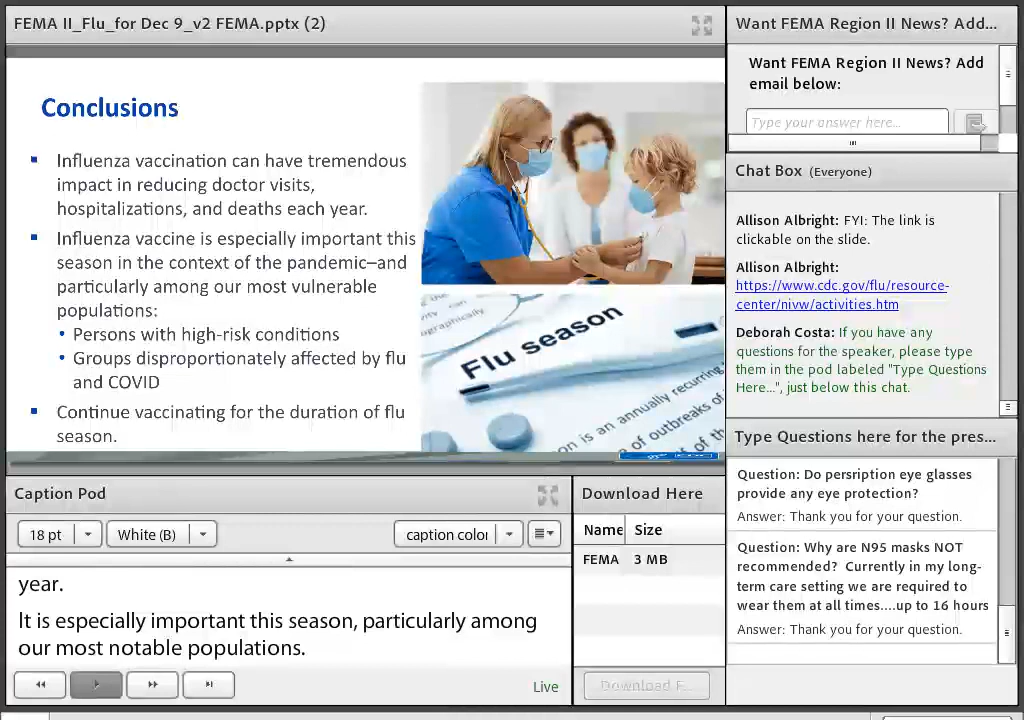 FEMA II_Flu_for Dec 9_v2 FEMA.pptx (2)
Conclusions
▪ Influenza vaccination can have tremendous
impact in reducing doctor visits,
hospitalizations, and deaths each year.
▪ Influenza vaccine is especially important this
season in the context of the pandemic–and
particularly among our most vulnerable
populations:
• Persons with high-risk conditions
• Groups disproportionately affected by flu
and COVID
▪ Continue vaccinating for the duration of flu
season.
Flu season
on is an annually recurring
e of outbreaks of
Caption Pod
18 pt
White (B)
caption color
year.
It is especially important this season, particularly among
our most notable populations.
Live
Download Here
Name Size
FEMA 3 MB
Download F...
Want FEMA Region II News? Add...
Want FEMA Region II News? Add
email below:
Type your answer here...
Chat Box (Everyone)
Allison Albright: FYI: The link is
clickable on the slide.
Allison Albright:
https://www.cdc.gov/flu/resource-
center/nivw/activities.htm
Deborah Costa: If you have any
questions for the speaker, please type
them in the pod labeled "Type Questions
Here...", just below this chat.
Type Questions here for the pres...
Question: Do persription eye glasses
provide any eye protection?
Answer: Thank you for your question.
Question: Why are N95 masks NOT
recommended? Currently in my long-
term care setting we are required to
wear them at all times....up to 16 hours
Answer: Thank you for your question.